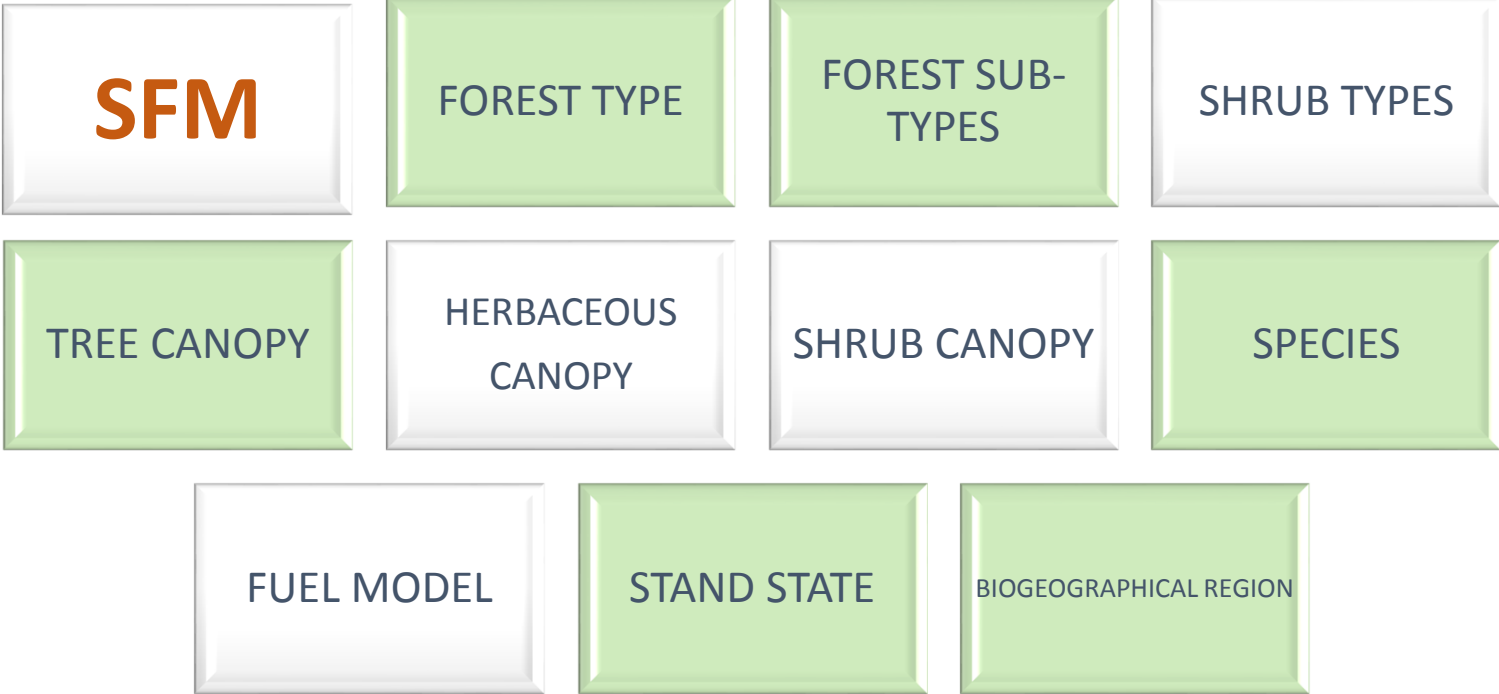 SFM
FOREST TYPE
FOREST SUB-
TYPES
SHRUB TYPES
TREE CANOPY
HERBACEOUS
CANOPY
SHRUB CANOPY
SPECIES
FUEL MODEL
STAND STATE
BIOGEOGRAPHICAL REGION